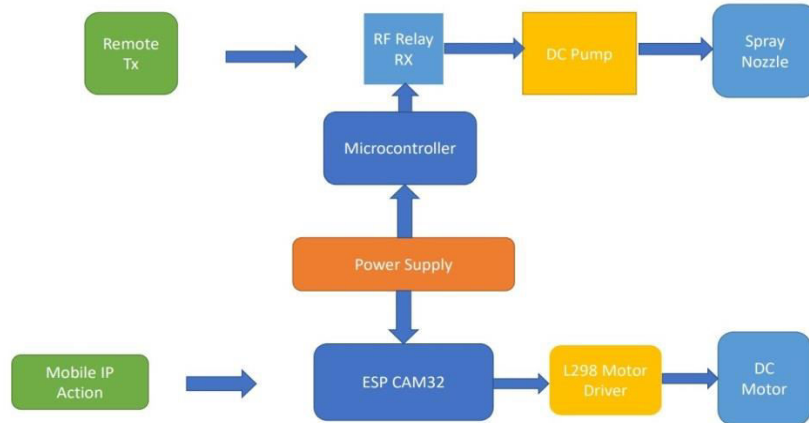 Remote
Tx
RF Relay
RX
DC Pump
Spray
Nozzle
Microcontroller
Power Supply
Mobile IP
Action
ESP CAM32
L298 Motor
Driver
DC
Motor